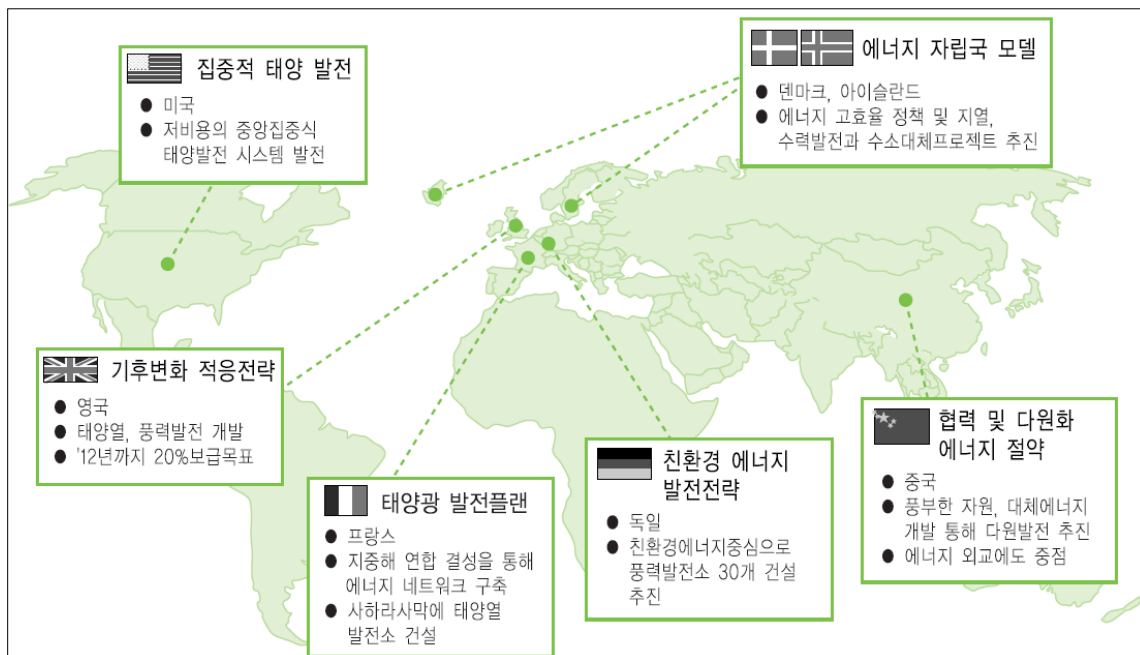 집중적 태양 발전
● 미국
● 저비용의 중앙집중식
태양발전 시스템 발전
에너지 자립국 모델
● 덴마크, 아이슬란드
● 에너지 고효율 정책 및 지열,
수력발전과 수소대체프로젝트 추진
기후변화 적응전략
● 영국
● 태양열, 풍력발전 개발
● '12년까지 20%보급목표
태양광 발전플랜
● 프랑스
● 지중해 연합 결성을 통해
에너지 네트워크 구축
● 사하라사막에 태양열
발전소 건설
친환경 에너지
발전전략
● 독일
● 친환경에너지중심으로
풍력발전소 30개 건설
추진
협력 및 다원화
에너지 절약
● 중국
● 풍부한 자원, 대체에너지
개발 통해 다원발전 추진
● 에너지 외교에도 중점